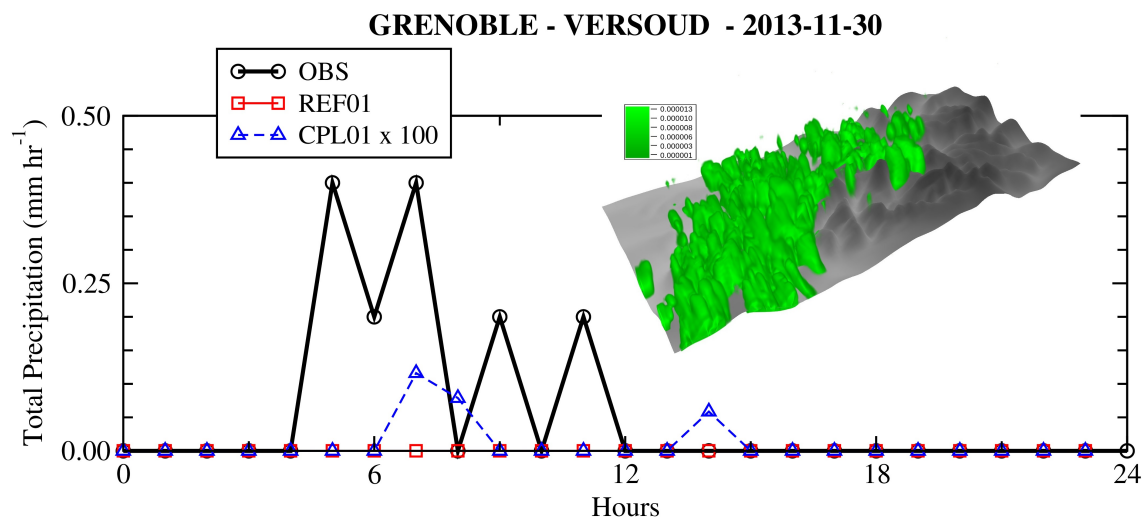 GRENOBLE - VERSOUD - 2013-11-30
OBS
REF01
CPL01 x 100
0.000013
0.000010
0.000008
0.000006
0.000003
0.000001
Total Precipitation (mm hr⁻¹)
0.50
0.25
0.00
0 6 12 18 24
Hours